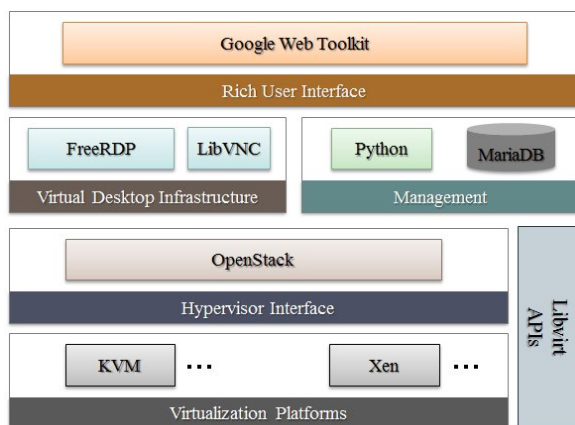 Google Web Toolkit
Rich User Interface
FreeRDP
LibVNC
Virtual Desktop Infrastructure
Python
MariaDB
Management
OpenStack
Hypervisor Interface
KVM
...
Xen
...
Virtualization Platforms
Libvirt
APIs